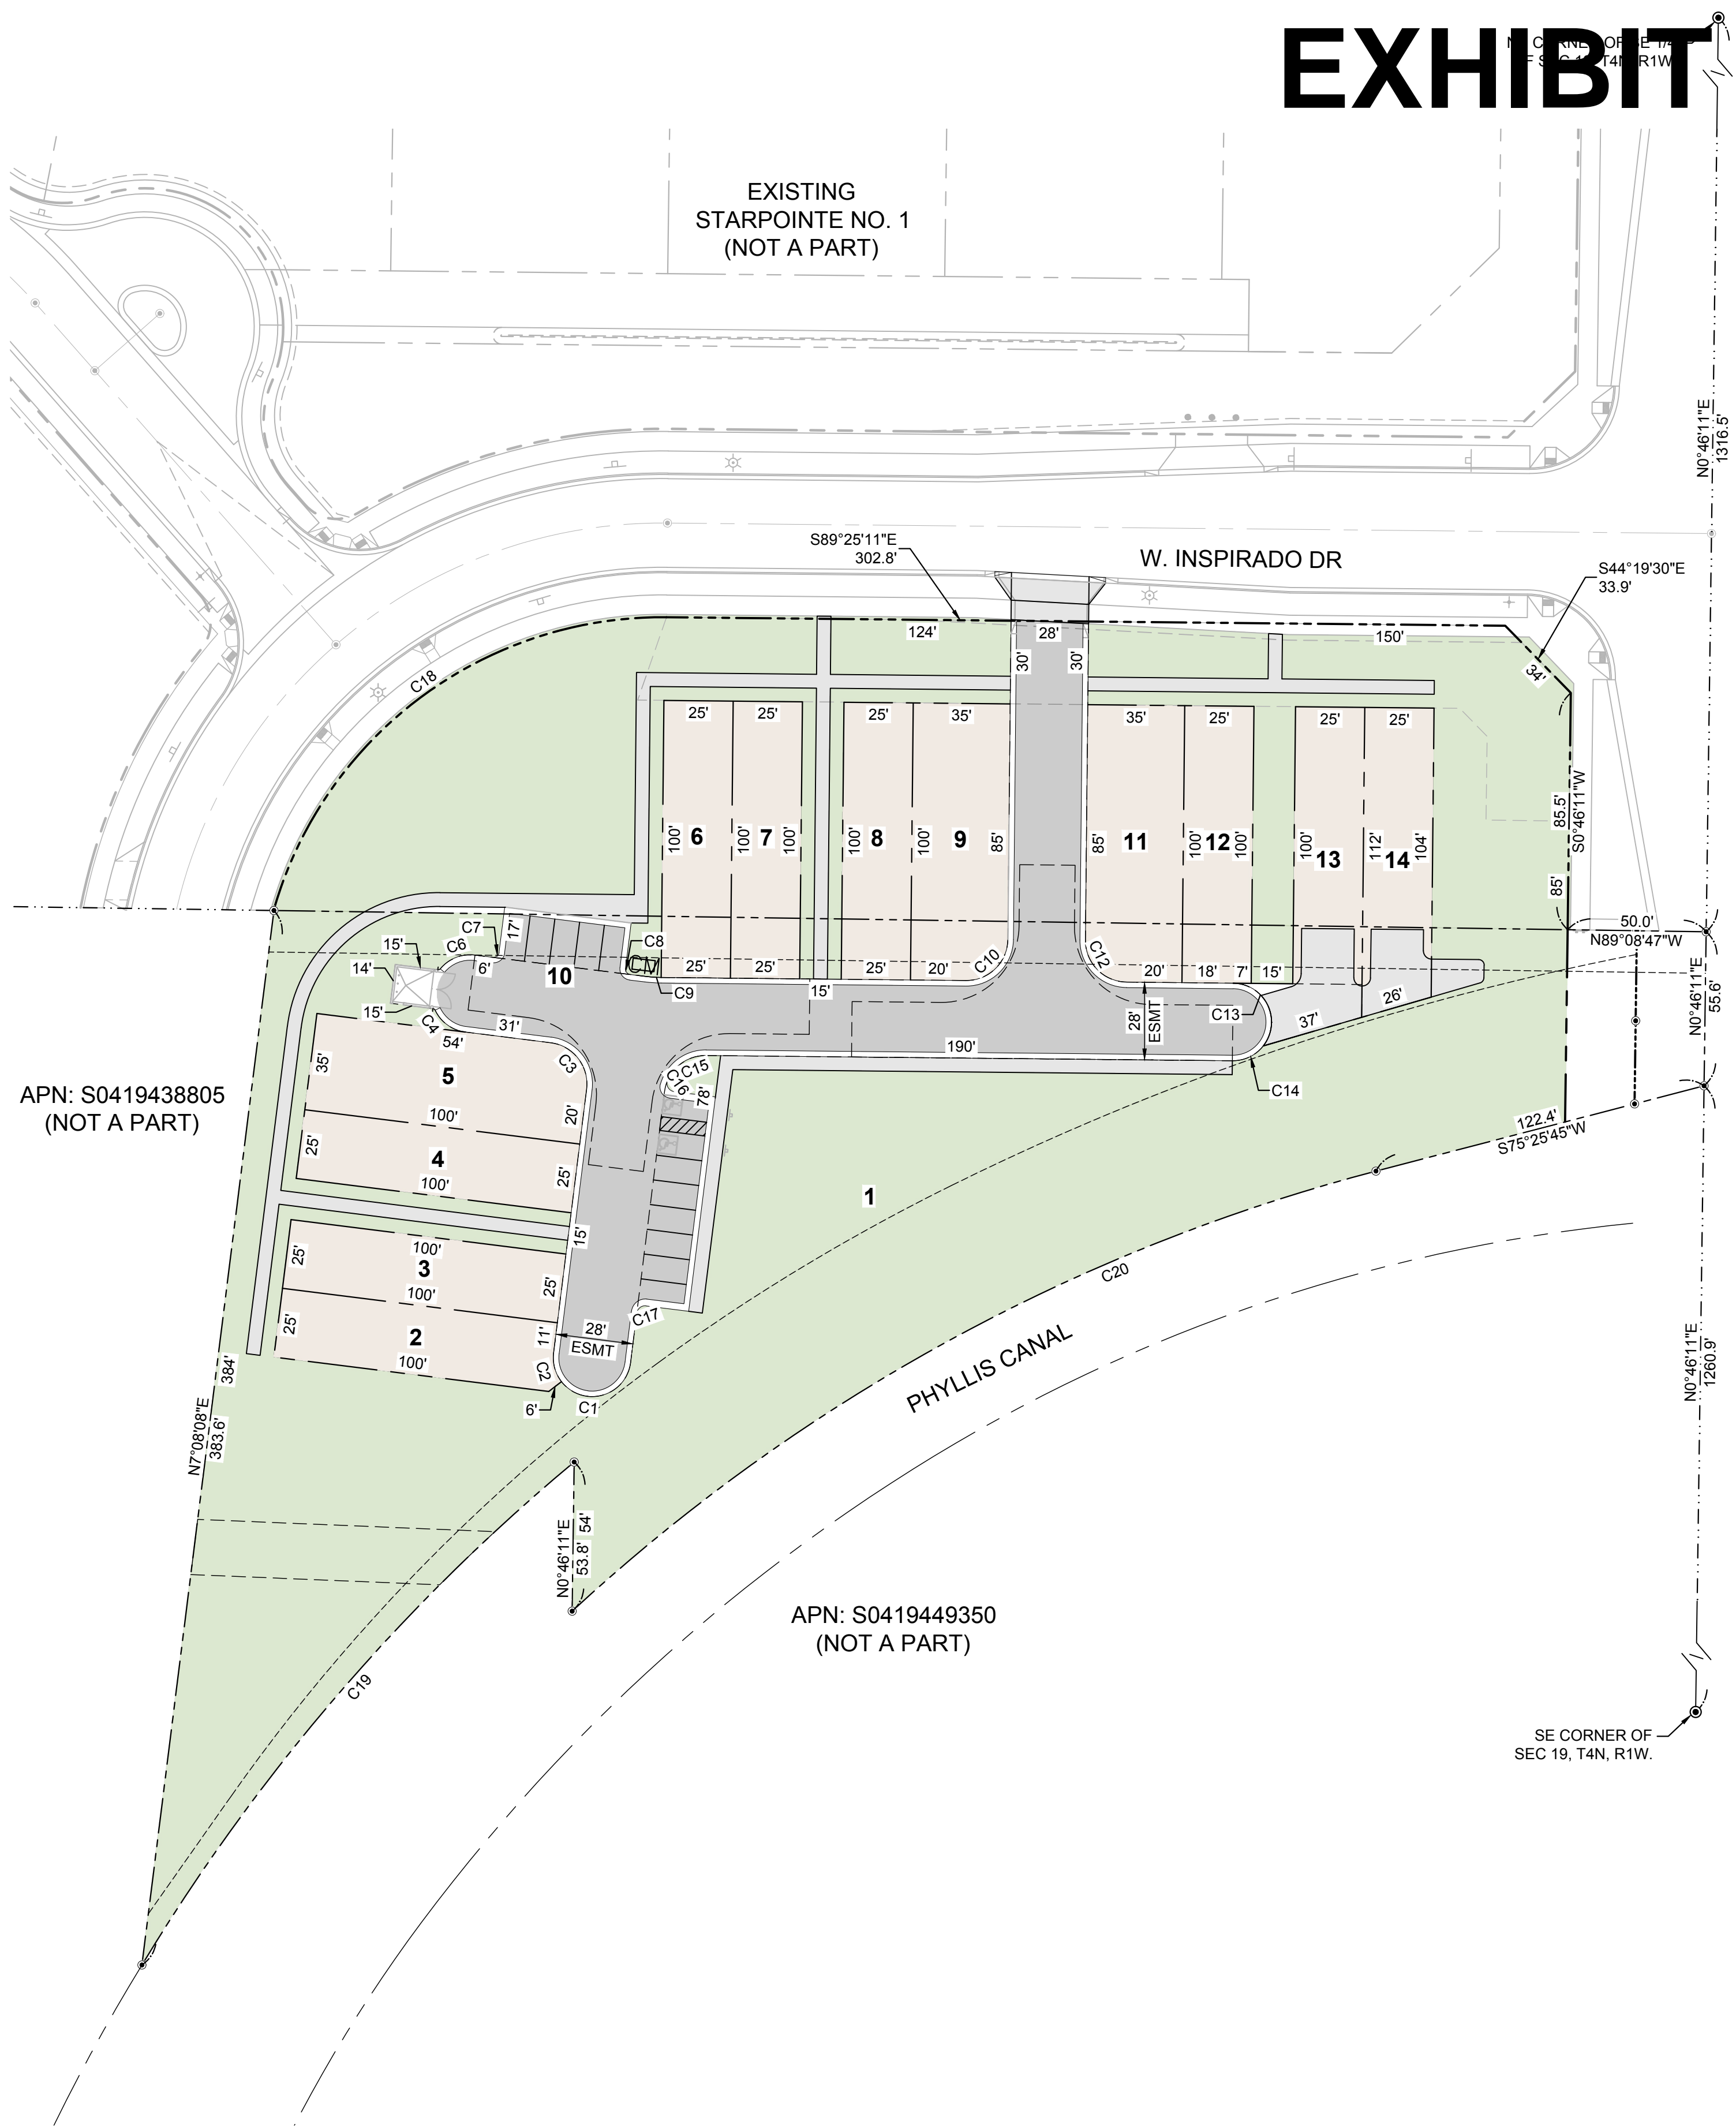 EXHIBIT
EXISTING
STARPOINTE NO. 1
(NOT A PART)
N0°46'11"E
1316.5'
S89°25'11"E
302.8'
W. INSPIRADO DR
S44°19'30"E
33.9'
124'
28'
150'
30'
30'
34'
C18
25'
25'
25'
35'
35'
25'
25'
25'
S0°46'11"W
85.5'
85'
100'
6
100'
7
100'
100'
8
100'
9
85'
85'
11
100'
12
100'
100'
13
112'
14
104'
50.0'
N89°08'47"W
C7
17'
C8
15'
C6
6'
10
C10
C12
14'
25'
25'
25'
20'
20'
18'
7'
15'
C9
15'
15'
C4
31'
54'
C13
28'
ESMT
37'
26'
N0°46'11"E
55.6'
190'
C3
C15
C16
78'
C14
APN: S0419438805
(NOT A PART)
35'
5
100'
20'
25'
4
100'
25'
122.4'
S75°25'45"W
1
15'
25'
100'
3
100'
25'
25'
2
100'
11'
28'
ESMT
C17
C2
6'
C1
C20
PHYLLIS CANAL
384'
N7°08'08"E
383.6'
N0°46'11"E
1260.9'
N0°46'11"E
53.8'
54'
APN: S0419449350
(NOT A PART)
C19
SE CORNER OF
SEC 19, T4N, R1W.